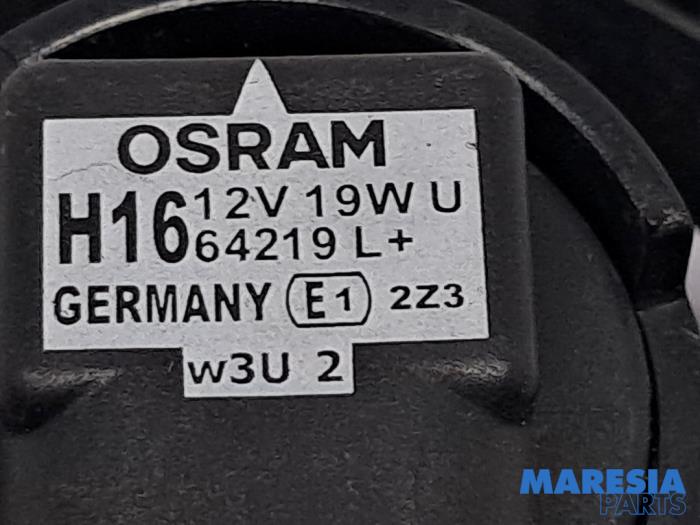 OSRAM
H16 12V 19W U
64219 L+
GERMANY E1 2Z3
w3U 2
MARESIA
PARTS